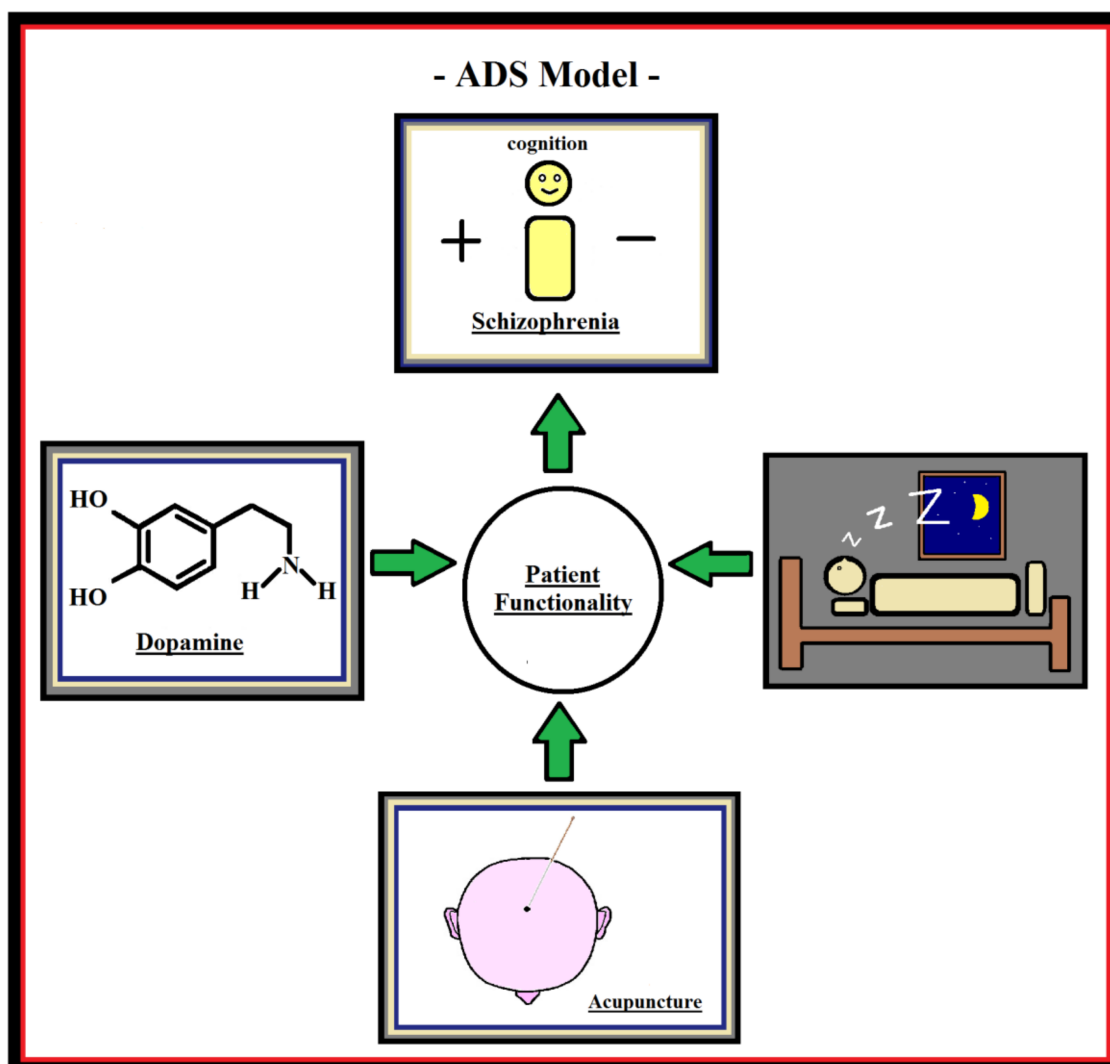 - ADS Model -
cognition
+
−
Schizophrenia
HO
HO
N
H
H
Dopamine
Patient
Functionality
z z Z
Acupuncture